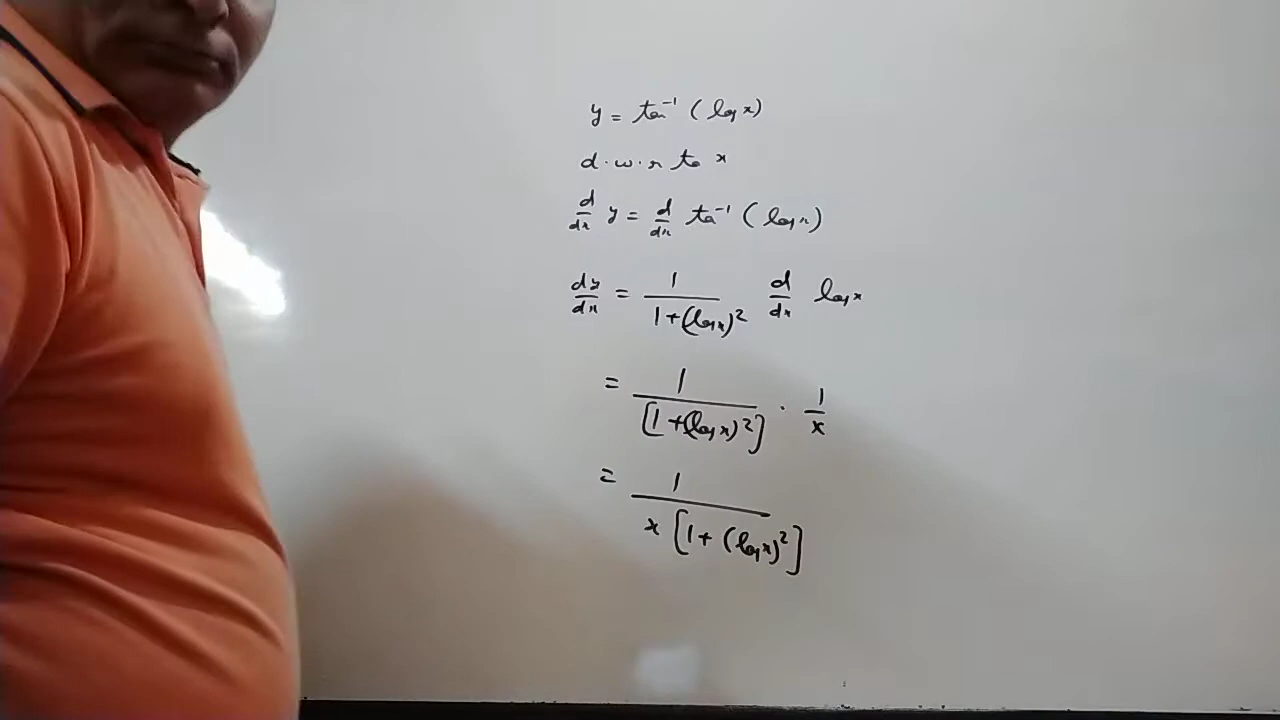 y = tan⁻¹ (log x)
d.w.r to x
d/dx y = d/dx tan⁻¹ (log x)
dy/dx = 1/(1+(log x)²) d/dx log x
= 1/[1+(log x)²] · 1/x
= 1/(x [1+(log x)²])